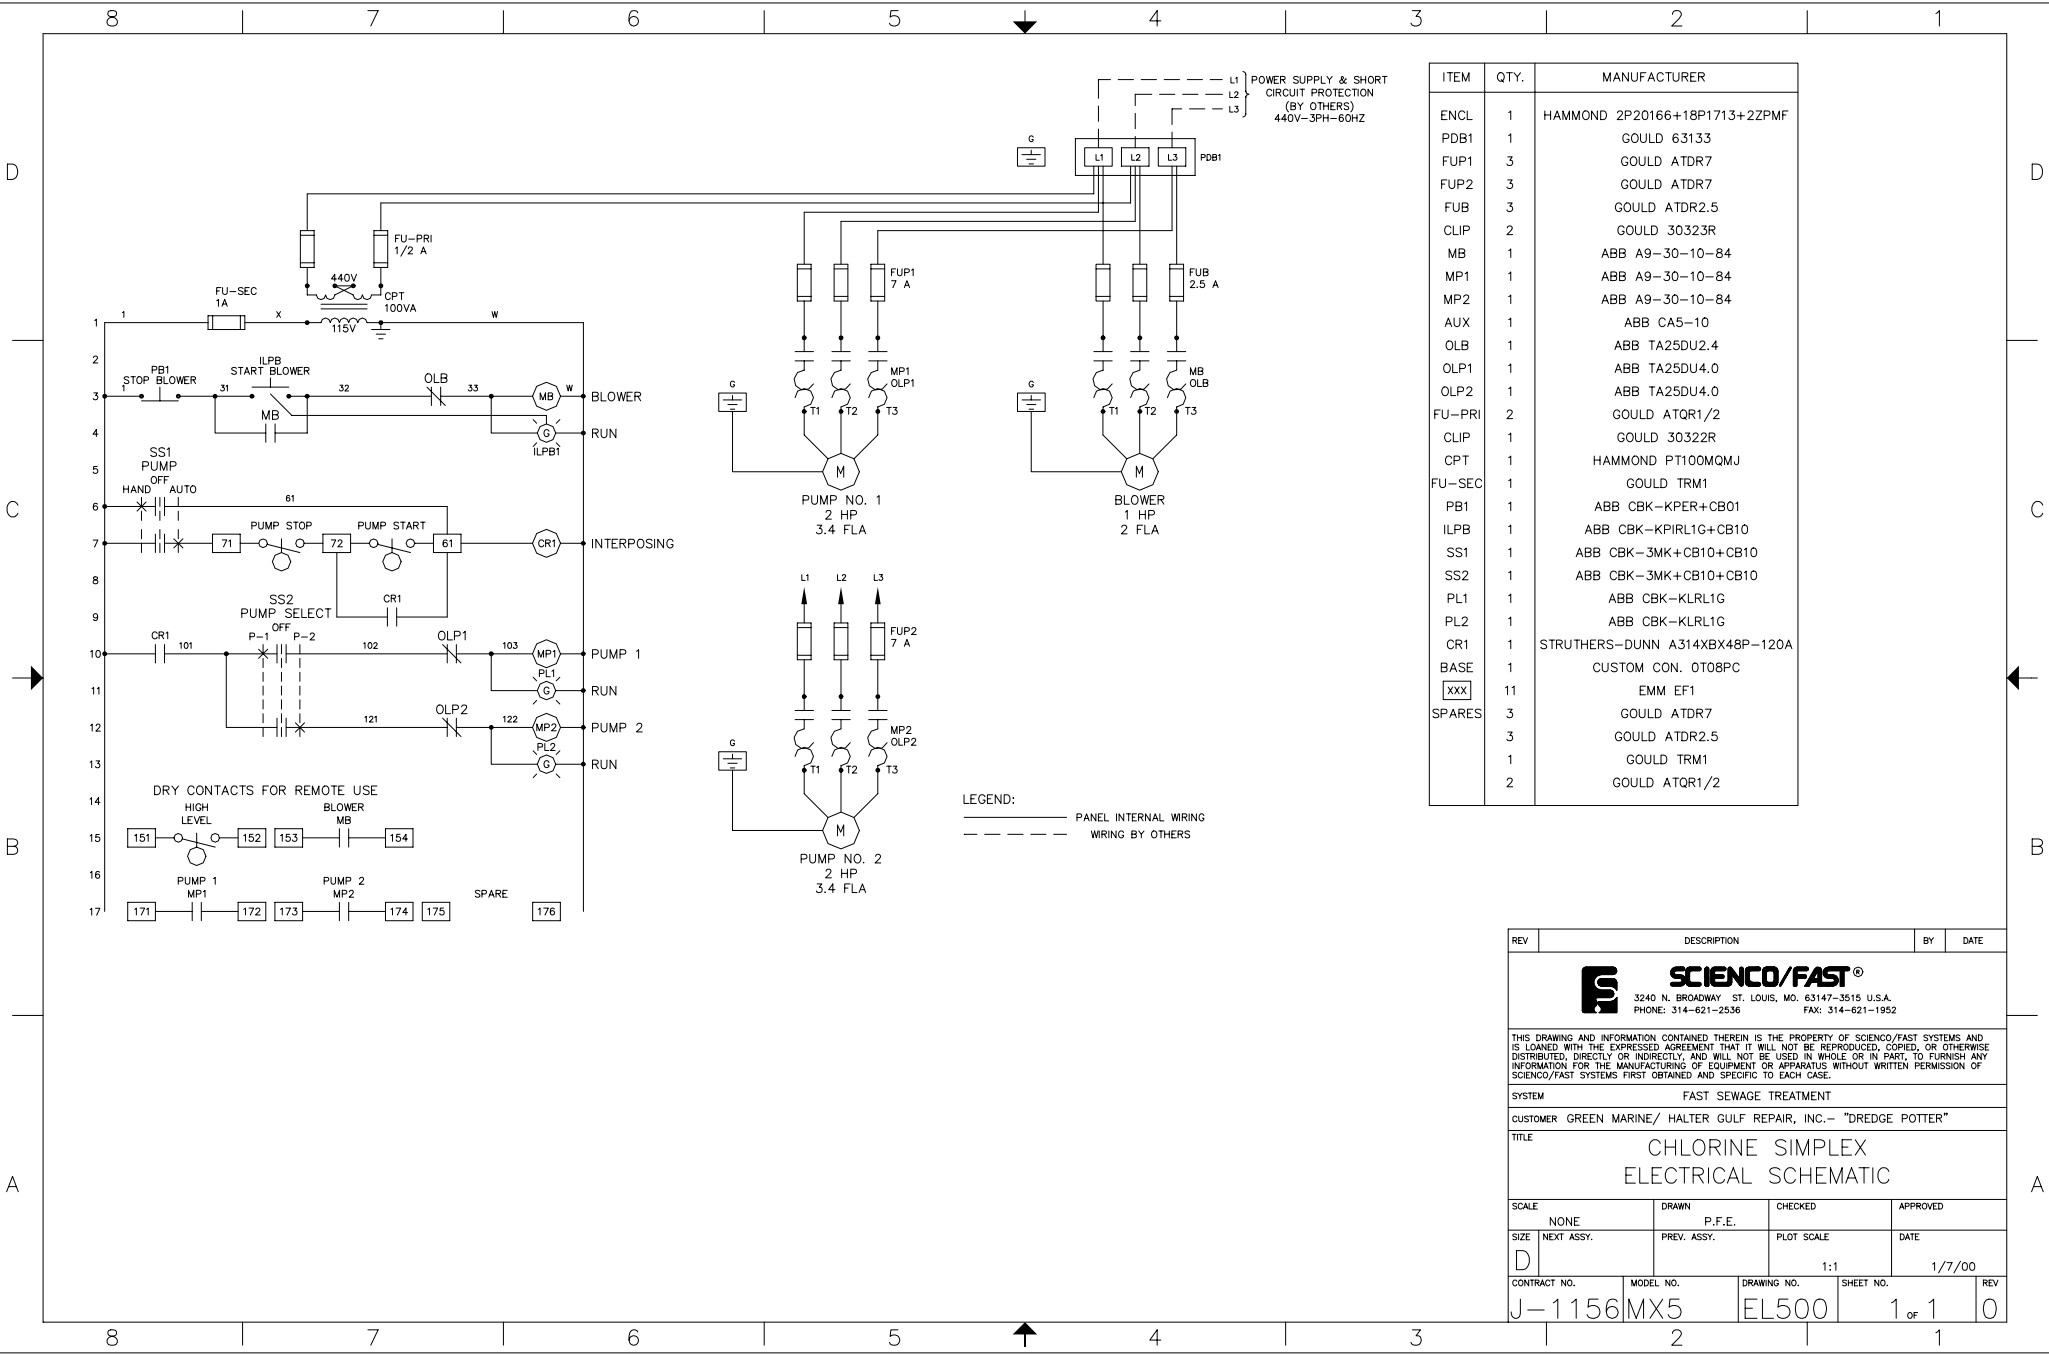 8 7 6 5 4 3 2 1
D
C
B
A
L1
L2
L3
POWER SUPPLY & SHORT
CIRCUIT PROTECTION
(BY OTHERS)
440V-3PH-60HZ
G
L1 L2 L3 PDB1
FU-PRI
1/2 A
440V
CPT
100VA
FU-SEC
1A
115V
1 1 X W
2
PB1
STOP BLOWER
ILPB
START BLOWER
OLB
3 1 31 32 33 MB W BLOWER
MB
4 G RUN
ILPB1
5
SS1
PUMP
OFF
HAND AUTO
6 61
PUMP STOP PUMP START
7 71 72 61 CR1 INTERPOSING
8
CR1
9
SS2
PUMP SELECT
OFF
P-1 P-2
CR1
OLP1
10 101 102 103 MP1 PUMP 1
PL1
11 G RUN
OLP2
12 121 122 MP2 PUMP 2
PL2
13 G RUN
DRY CONTACTS FOR REMOTE USE
14
HIGH
LEVEL
BLOWER
MB
15 151 152 153 154
16
PUMP 1
MP1
PUMP 2
MP2
SPARE
17 171 172 173 174 175 176
FUP1
7 A
MP1
OLP1
G
T1 T2 T3
M
PUMP NO. 1
2 HP
3.4 FLA
FUB
2.5 A
MB
OLB
G
T1 T2 T3
M
BLOWER
1 HP
2 FLA
L1 L2 L3
FUP2
7 A
MP2
OLP2
G
T1 T2 T3
M
PUMP NO. 2
2 HP
3.4 FLA
LEGEND:
PANEL INTERNAL WIRING
WIRING BY OTHERS
ITEM QTY. MANUFACTURER
ENCL 1 HAMMOND 2P20166+18P1713+2ZPMF
PDB1 1 GOULD 63133
FUP1 3 GOULD ATDR7
FUP2 3 GOULD ATDR7
FUB 3 GOULD ATDR2.5
CLIP 2 GOULD 30323R
MB 1 ABB A9-30-10-84
MP1 1 ABB A9-30-10-84
MP2 1 ABB A9-30-10-84
AUX 1 ABB CA5-10
OLB 1 ABB TA25DU2.4
OLP1 1 ABB TA25DU4.0
OLP2 1 ABB TA25DU4.0
FU-PRI 2 GOULD ATQR1/2
CLIP 1 GOULD 30322R
CPT 1 HAMMOND PT100MQMJ
FU-SEC 1 GOULD TRM1
PB1 1 ABB CBK-KPER+CB01
ILPB 1 ABB CBK-KPIRL1G+CB10
SS1 1 ABB CBK-3MK+CB10+CB10
SS2 1 ABB CBK-3MK+CB10+CB10
PL1 1 ABB CBK-KLRL1G
PL2 1 ABB CBK-KLRL1G
CR1 1 STRUTHERS-DUNN A314XBX48P-120A
BASE 1 CUSTOM CON. OT08PC
XXX 11 EMM EF1
SPARES 3 GOULD ATDR7
3 GOULD ATDR2.5
1 GOULD TRM1
2 GOULD ATQR1/2
REV DESCRIPTION BY DATE
SCIENCO/FAST®
3240 N. BROADWAY ST. LOUIS, MO. 63147-3515 U.S.A.
PHONE: 314-621-2536 FAX: 314-621-1952
THIS DRAWING AND INFORMATION CONTAINED THEREIN IS THE PROPERTY OF SCIENCO/FAST SYSTEMS AND
IS LOANED WITH THE EXPRESSED AGREEMENT THAT IT WILL NOT BE REPRODUCED, COPIED, OR OTHERWISE
DISTRIBUTED, DIRECTLY OR INDIRECTLY, AND WILL NOT BE USED IN WHOLE OR IN PART, TO FURNISH ANY
INFORMATION FOR THE MANUFACTURING OF EQUIPMENT OR APPARATUS WITHOUT WRITTEN PERMISSION OF
SCIENCO/FAST SYSTEMS FIRST OBTAINED AND SPECIFIC TO EACH CASE.
SYSTEM FAST SEWAGE TREATMENT
CUSTOMER GREEN MARINE/ HALTER GULF REPAIR, INC.- "DREDGE POTTER"
TITLE
CHLORINE SIMPLEX
ELECTRICAL SCHEMATIC
SCALE DRAWN CHECKED APPROVED
NONE P.F.E.
SIZE NEXT ASSY. PREV. ASSY. PLOT SCALE DATE
D 1:1 1/7/00
CONTRACT NO. MODEL NO. DRAWING NO. SHEET NO. REV
J-1156 MX5 EL500 1 OF 1 0
D
C
B
A
8 7 6 5 4 3 2 1